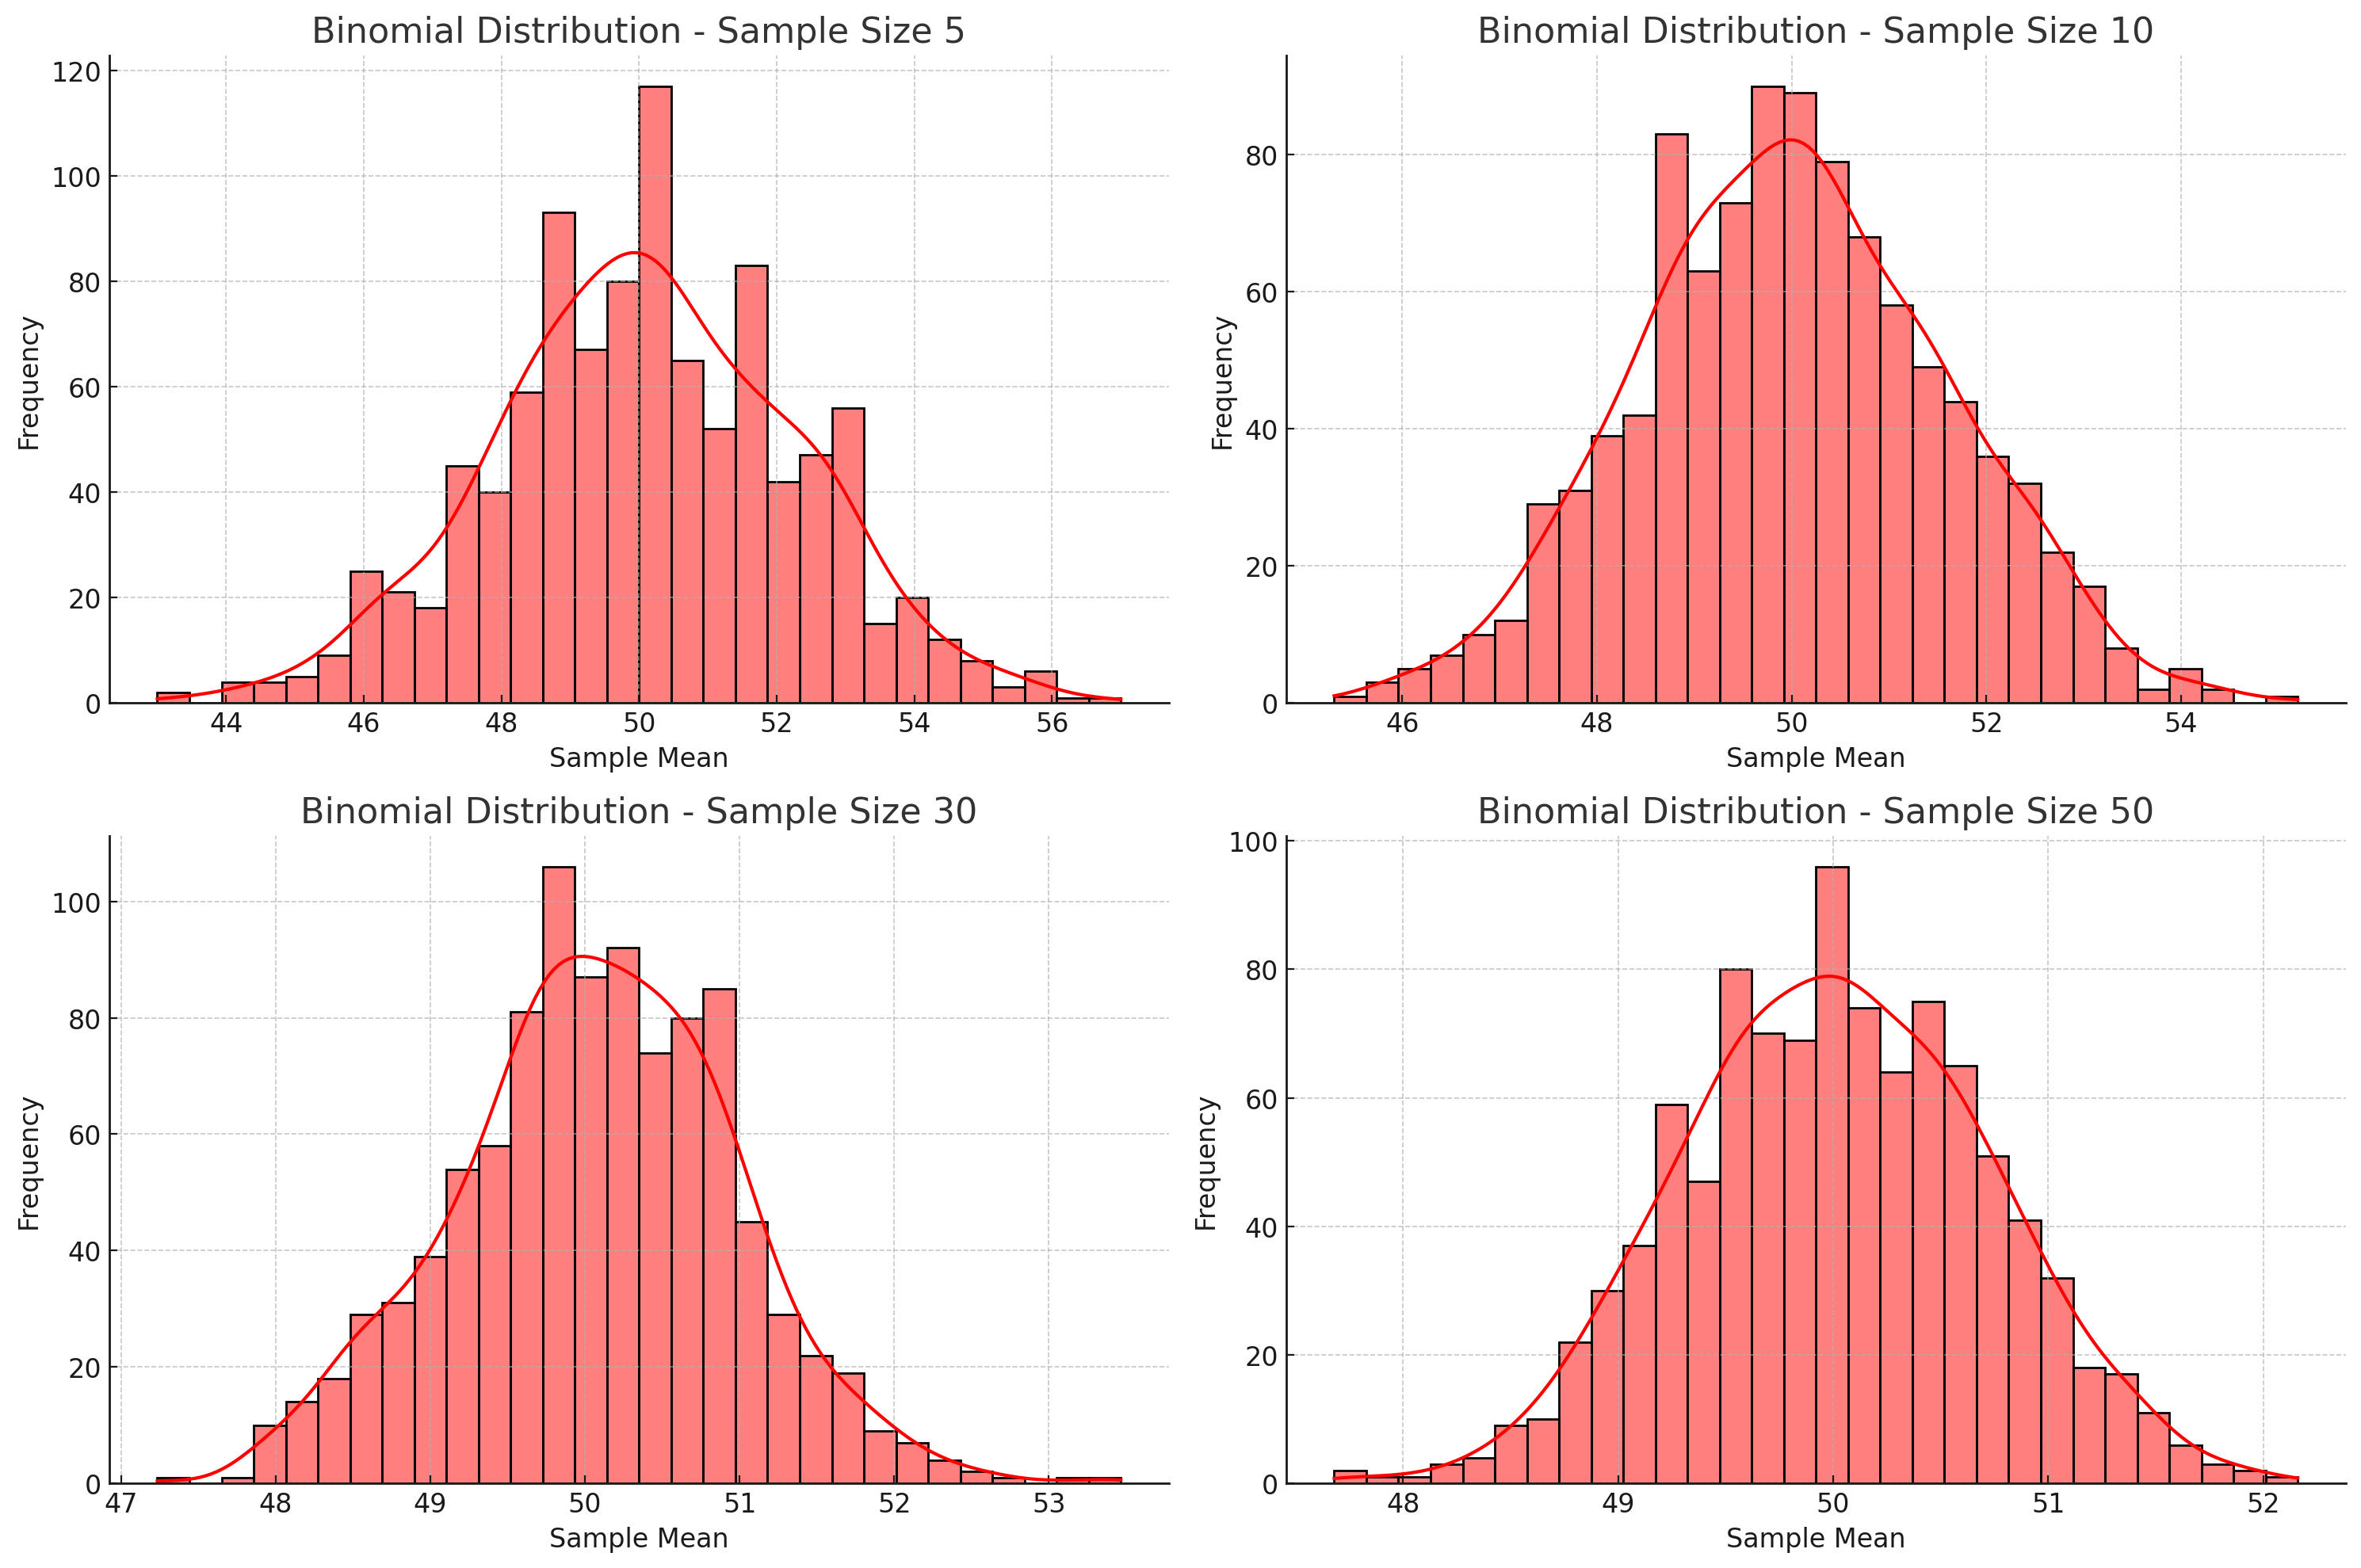 Binomial Distribution - Sample Size 5
120
100
80
60
40
20
0
Frequency
44 46 48 50 52 54 56
Sample Mean
Binomial Distribution - Sample Size 10
80
60
40
20
0
Frequency
46 48 50 52 54
Sample Mean
Binomial Distribution - Sample Size 30
100
80
60
40
20
0
Frequency
47 48 49 50 51 52 53
Sample Mean
Binomial Distribution - Sample Size 50
100
80
60
40
20
0
Frequency
48 49 50 51 52
Sample Mean